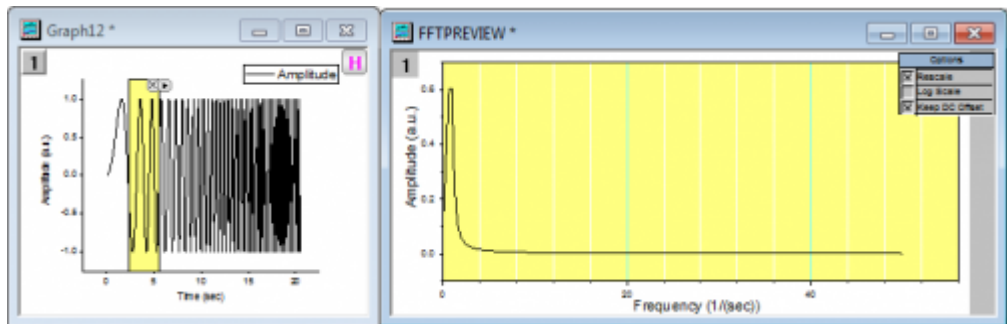 Graph12 *
1
H
Amplitude
1.0
0.5
0.0
-0.5
-1.0
Amplitude (a.u.)
0
5
10
15
20
Time (sec)
FFTPREVIEW *
1
Options
Rescale
Log Scale
Keep DC Offset
0.6
0.4
0.2
0.0
Amplitude (a.u.)
0
20
40
Frequency (1/(sec))